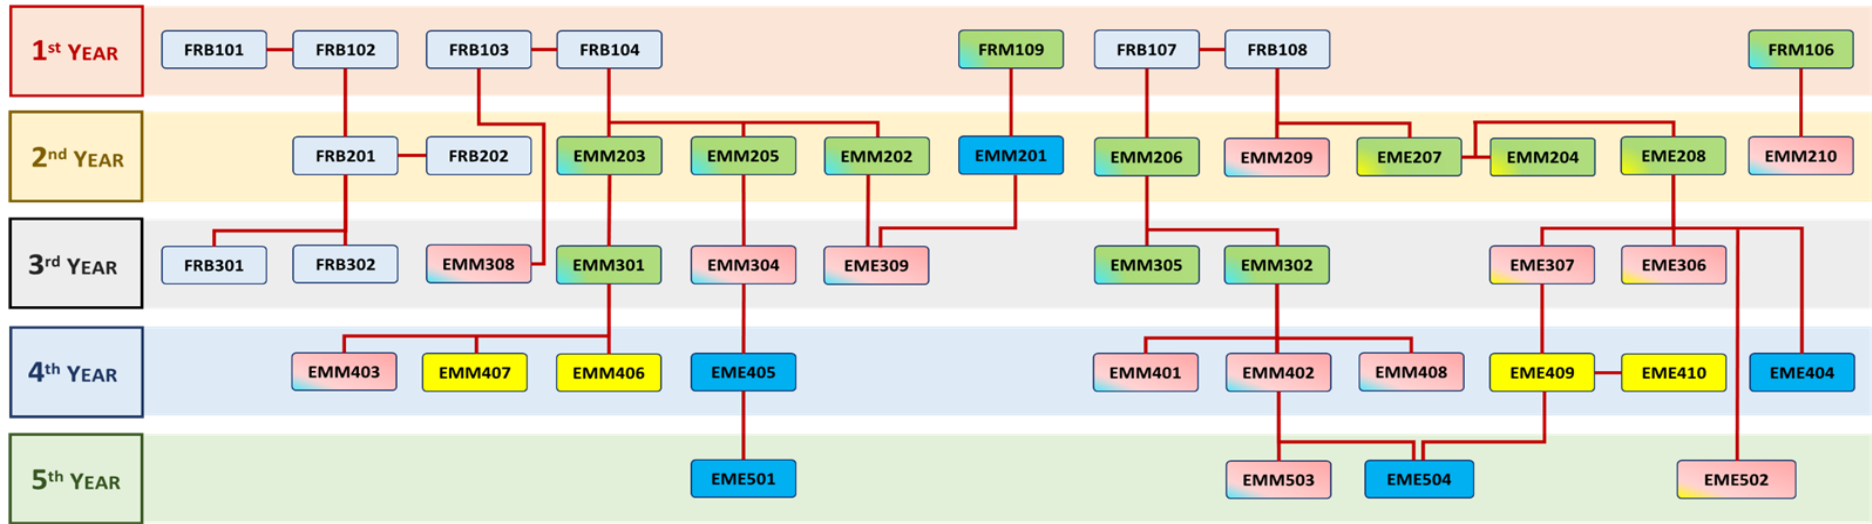 1st YEAR
FRB101
FRB102
FRB103
FRB104
FRM109
FRB107
FRB108
FRM106
2nd YEAR
FRB201
FRB202
EMM203
EMM205
EMM202
EMM201
EMM206
EMM209
EME207
EMM204
EME208
EMM210
3rd YEAR
FRB301
FRB302
EMM308
EMM301
EMM304
EME309
EMM305
EMM302
EME307
EME306
4th YEAR
EMM403
EMM407
EMM406
EME405
EMM401
EMM402
EMM408
EME409
EME410
EME404
5th YEAR
EME501
EMM503
EME504
EME502